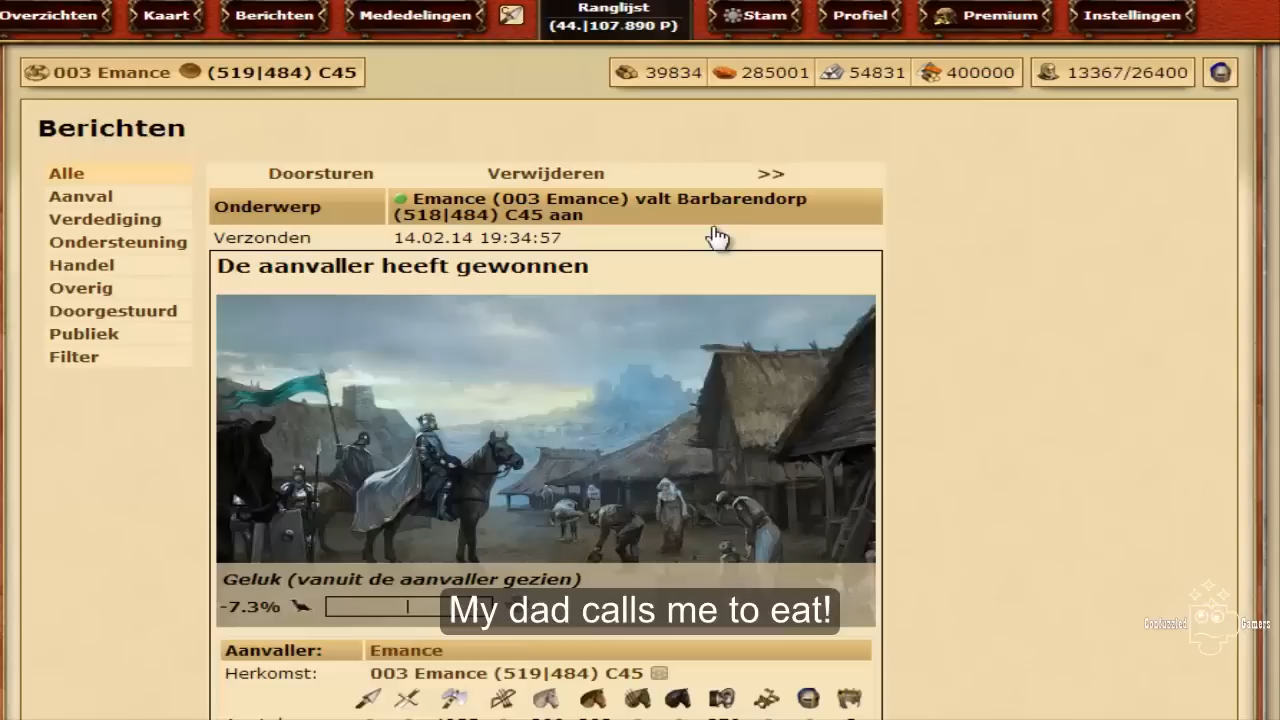 Overzichten Kaart Berichten Mededelingen Ranglijst Stam Profiel Premium Instellingen
(44.|107.890 P)
003 Emance (519|484) C45 39834 285001 54831 400000 13367/26400
Berichten
Alle
Aanval
Verdediging
Ondersteuning
Handel
Overig
Doorgestuurd
Publiek
Filter
Doorsturen Verwijderen >>
Onderwerp Emance (003 Emance) valt Barbarendorp
(518|484) C45 aan
Verzonden 14.02.14 19:34:57
De aanvaller heeft gewonnen
Geluk (vanuit de aanvaller gezien)
-7.3%
My dad calls me to eat!
Confuzzled Gamers
Aanvaller: Emance
Herkomst: 003 Emance (519|484) C45